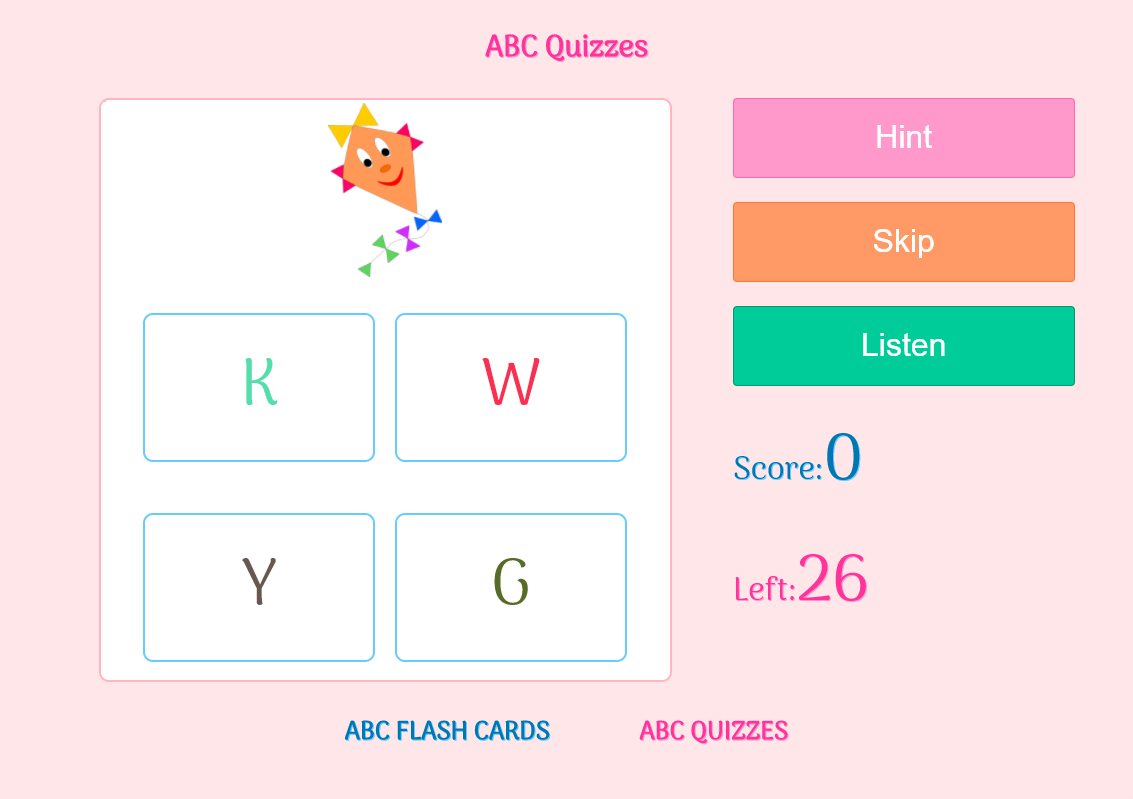 ABC Quizzes
K W
Y G
Hint
Skip
Listen
Score:0
Left:26
ABC FLASH CARDS ABC QUIZZES